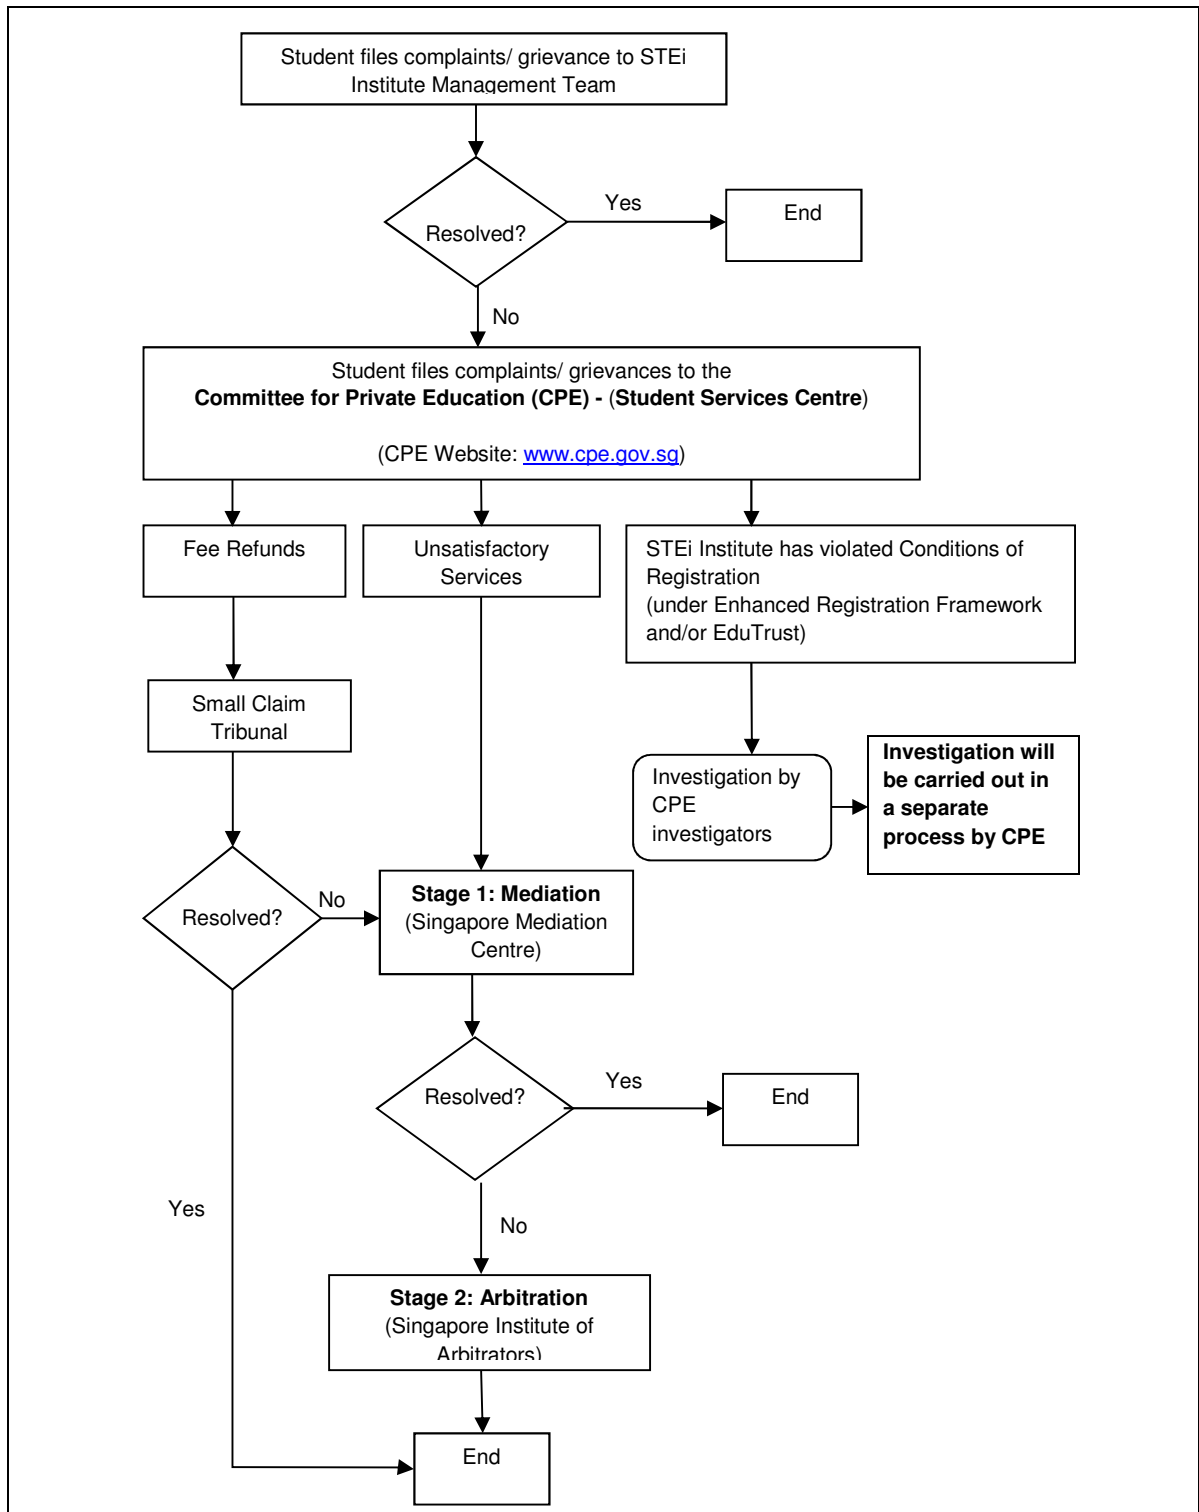 Student files complaints/ grievance to STEi
Institute Management Team
Resolved?
Yes
End
No
Student files complaints/ grievances to the
Committee for Private Education (CPE) - (Student Services Centre)
(CPE Website: www.cpe.gov.sg)
Fee Refunds
Unsatisfactory
Services
STEi Institute has violated Conditions of
Registration
(under Enhanced Registration Framework
and/or EduTrust)
Small Claim
Tribunal
Investigation by
CPE
investigators
Investigation will
be carried out in
a separate
process by CPE
Resolved?
No
Stage 1: Mediation
(Singapore Mediation
Centre)
Resolved?
Yes
End
Yes
No
Stage 2: Arbitration
(Singapore Institute of
Arbitrators)
End